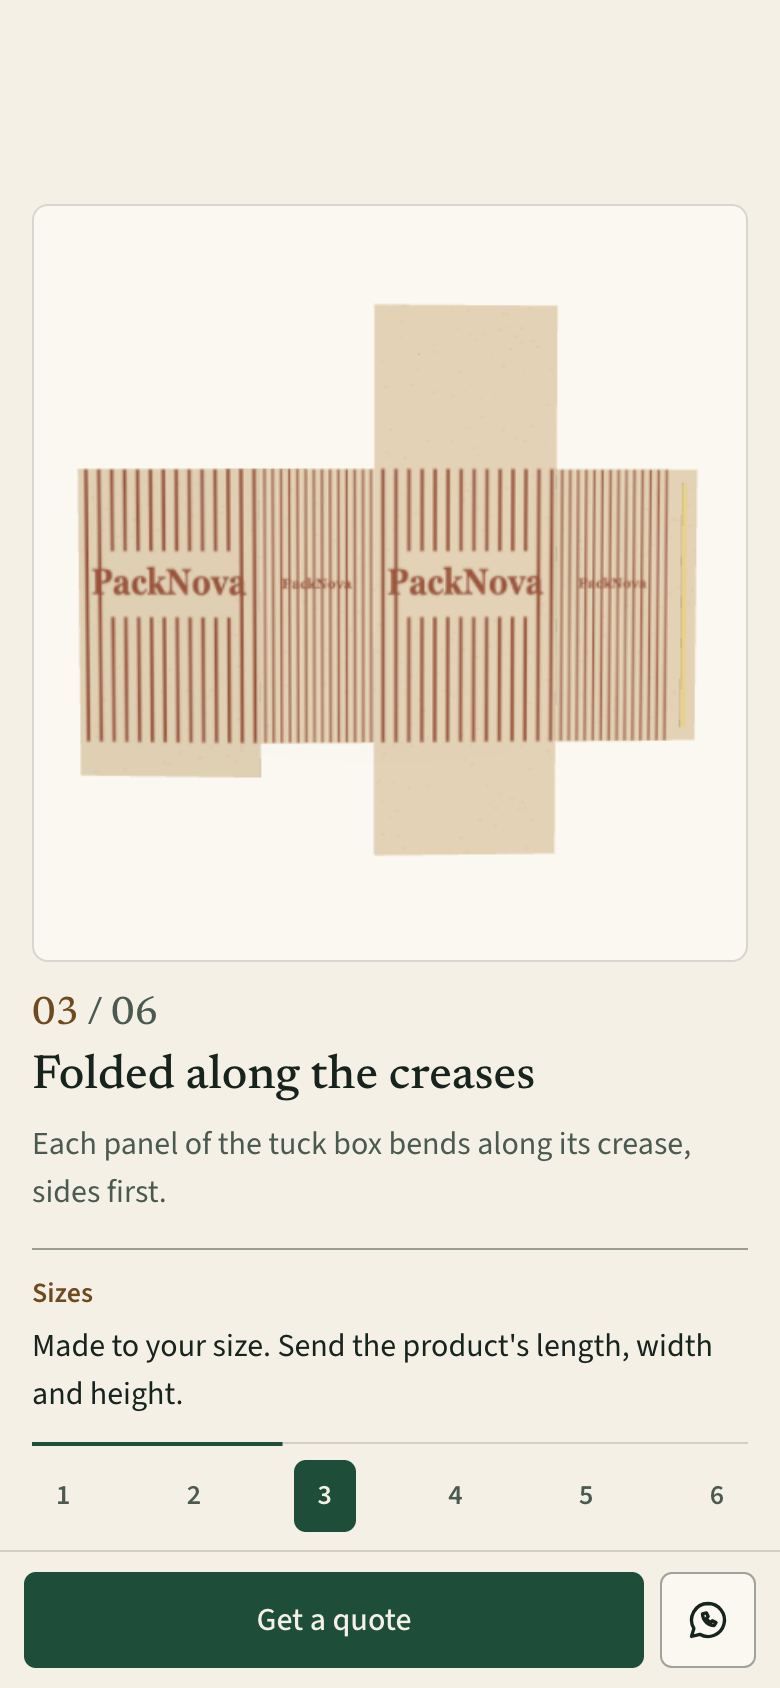 PackNova PackNova PackNova PackNova
03 / 06
Folded along the creases
Each panel of the tuck box bends along its crease,
sides first.
Sizes
Made to your size. Send the product's length, width
and height.
1 2 3 4 5 6
Get a quote